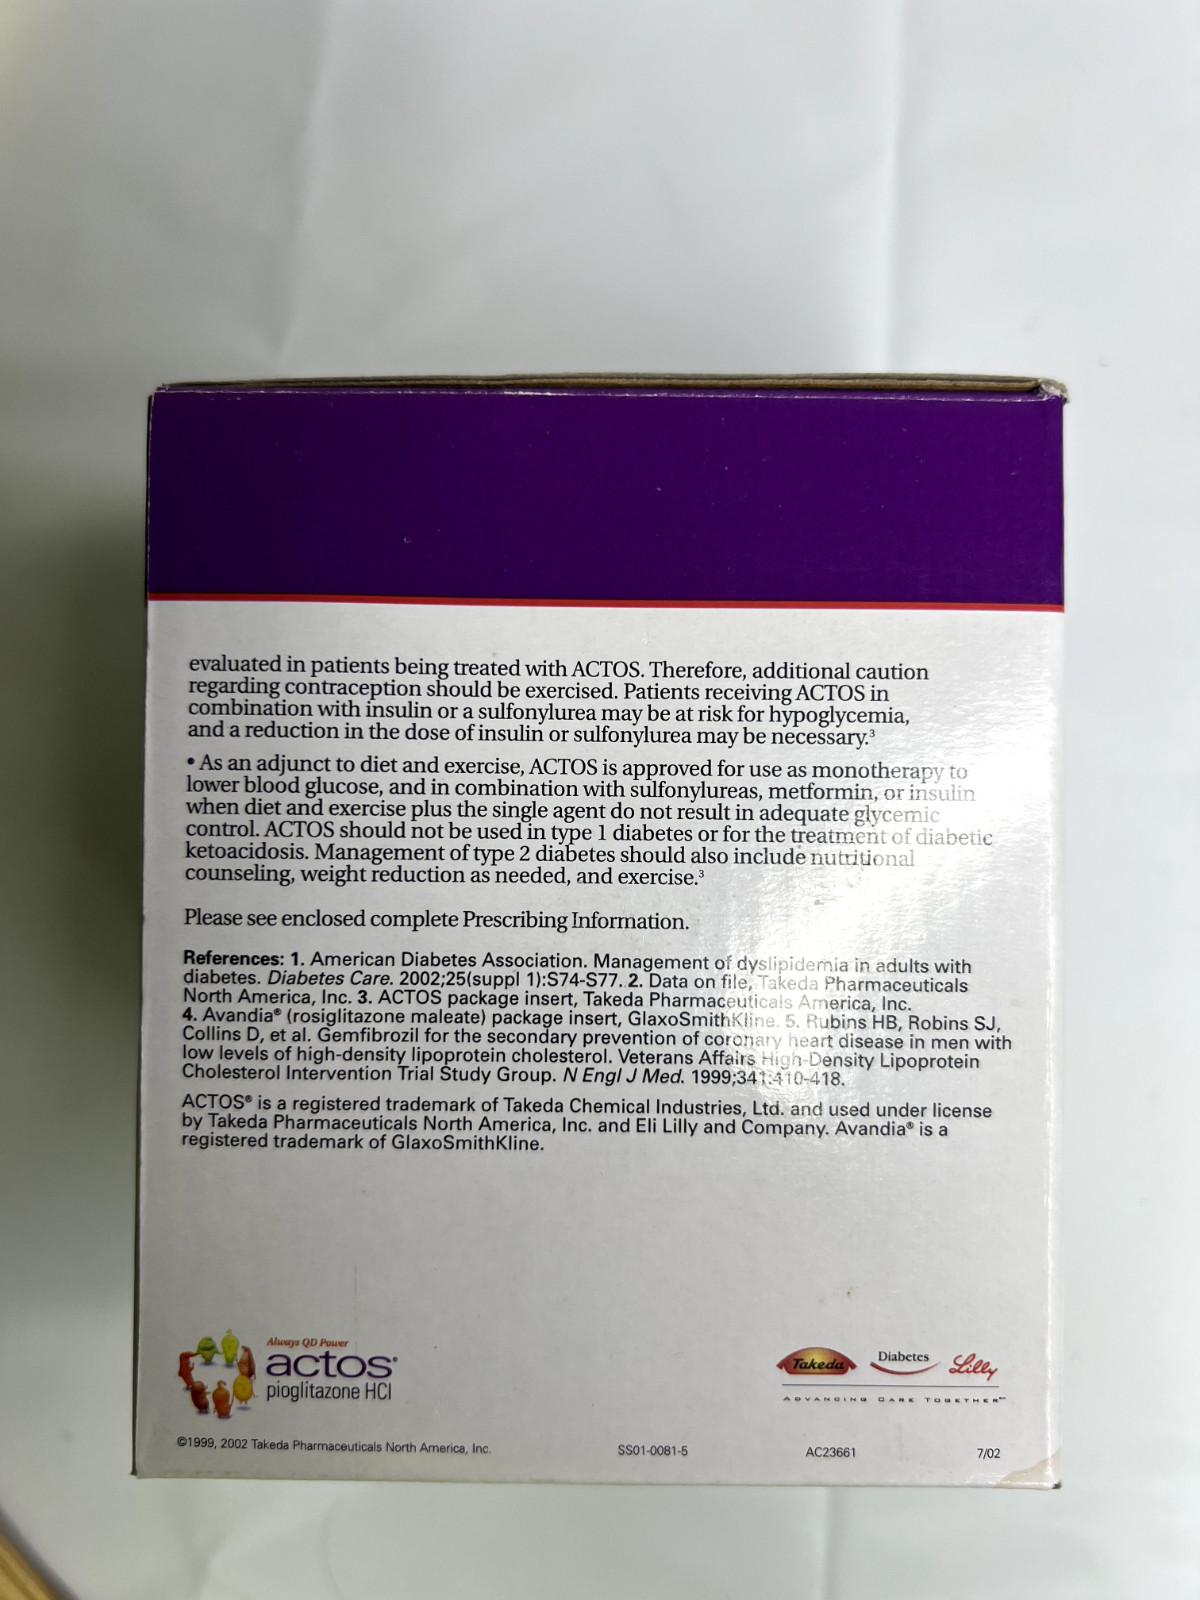 evaluated in patients being treated with ACTOS. Therefore, additional caution
regarding contraception should be exercised. Patients receiving ACTOS in
combination with insulin or a sulfonylurea may be at risk for hypoglycemia,
and a reduction in the dose of insulin or sulfonylurea may be necessary.³
• As an adjunct to diet and exercise, ACTOS is approved for use as monotherapy to
lower blood glucose, and in combination with sulfonylureas, metformin, or insulin
when diet and exercise plus the single agent do not result in adequate glycemic
control. ACTOS should not be used in type 1 diabetes or for the treatment of diabetic
ketoacidosis. Management of type 2 diabetes should also include nutritional
counseling, weight reduction as needed, and exercise.³
Please see enclosed complete Prescribing Information.
References: 1. American Diabetes Association. Management of dyslipidemia in adults with
diabetes. Diabetes Care. 2002;25(suppl 1):S74-S77. 2. Data on file, Takeda Pharmaceuticals
North America, Inc. 3. ACTOS package insert, Takeda Pharmaceuticals America, Inc.
4. Avandia® (rosiglitazone maleate) package insert, GlaxoSmithKline. 5. Rubins HB, Robins SJ,
Collins D, et al. Gemfibrozil for the secondary prevention of coronary heart disease in men with
low levels of high-density lipoprotein cholesterol. Veterans Affairs High-Density Lipoprotein
Cholesterol Intervention Trial Study Group. N Engl J Med. 1999;341:410-418.
ACTOS® is a registered trademark of Takeda Chemical Industries, Ltd. and used under license
by Takeda Pharmaceuticals North America, Inc. and Eli Lilly and Company. Avandia® is a
registered trademark of GlaxoSmithKline.
Always QD Power
actos®
pioglitazone HCl
Takeda Diabetes Lilly
ADVANCING CARE TOGETHER℠
©1999, 2002 Takeda Pharmaceuticals North America, Inc. SS01-0081-5 AC23661 7/02